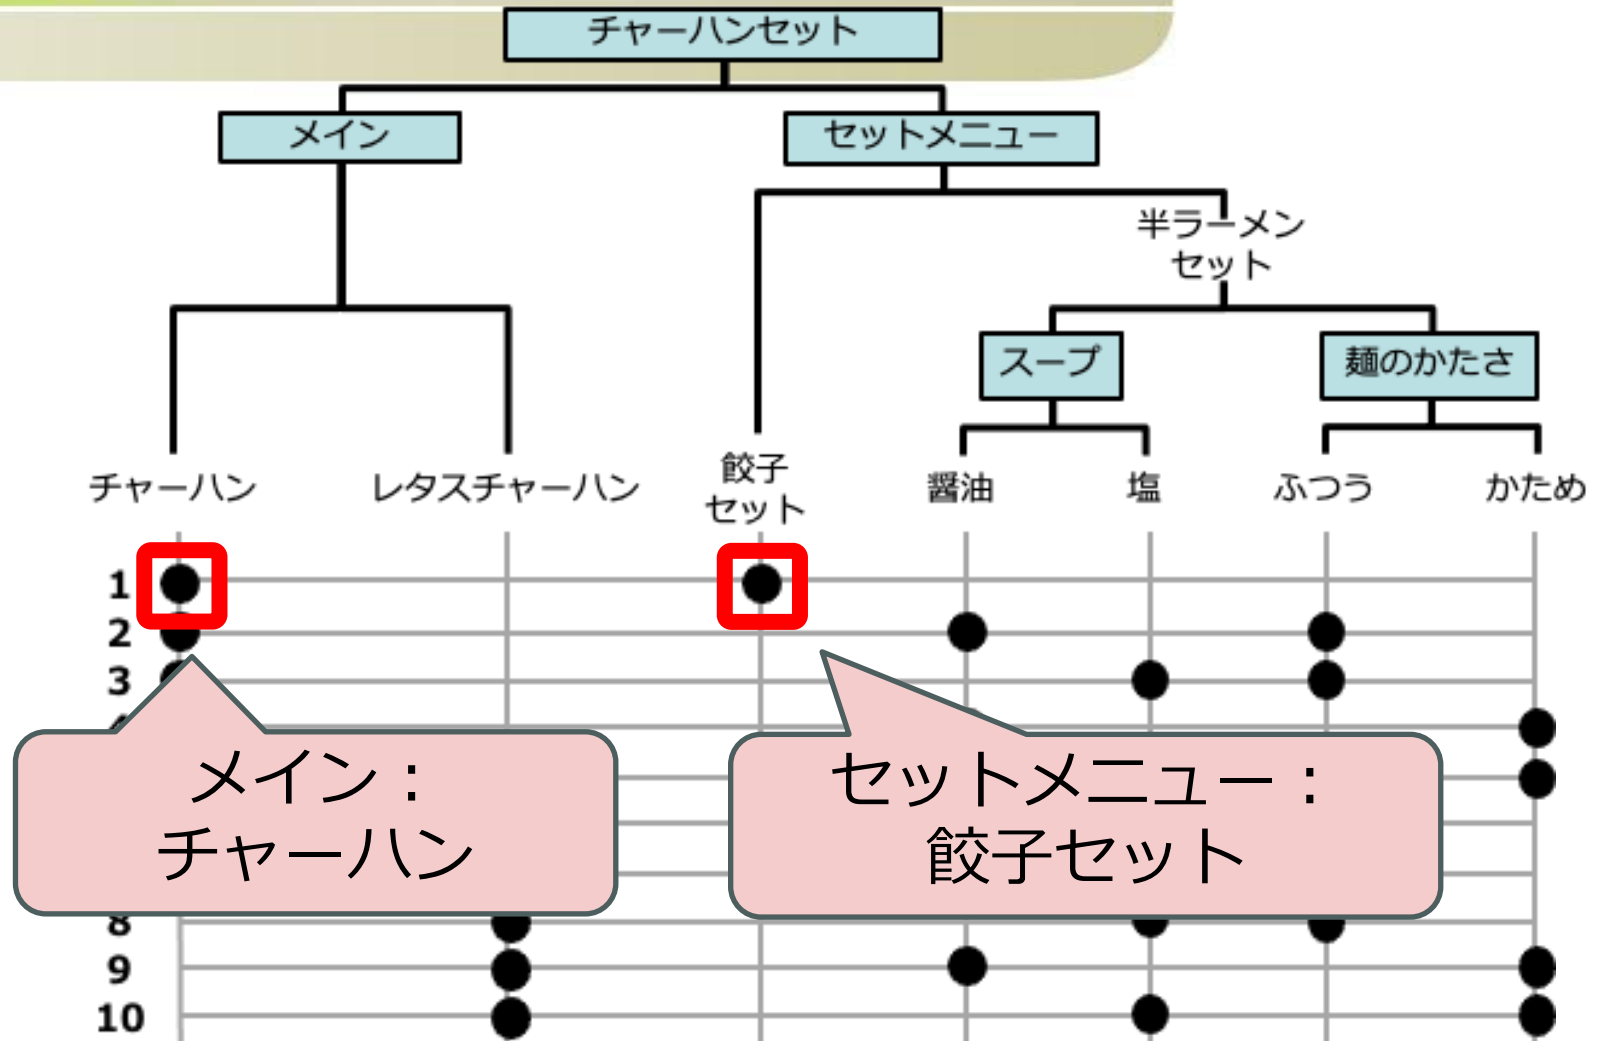 チャーハンセット
メイン
セットメニュー
半ラーメン
セット
スープ
麺のかたさ
チャーハン
レタスチャーハン
餃子
セット
醤油
塩
ふつう
かため
1
2
3
メイン：
チャーハン
セットメニュー：
餃子セット
8
9
10